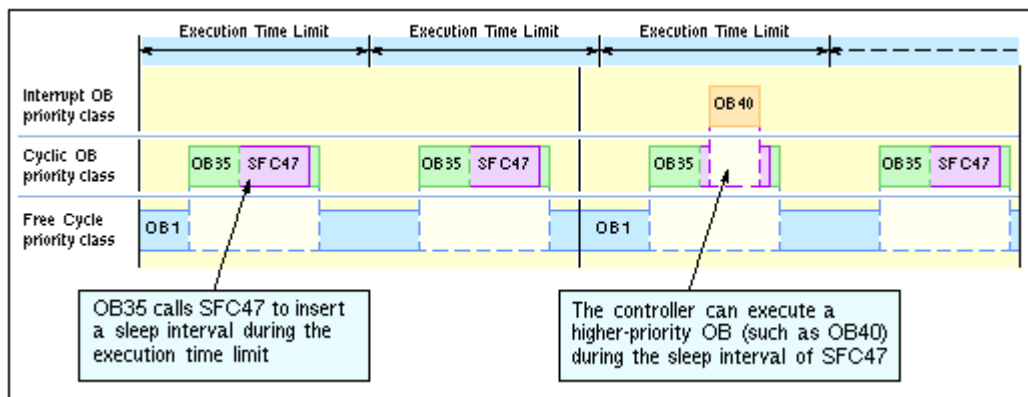 Execution Time Limit Execution Time Limit Execution Time Limit
Interrupt OB
priority class
OB40
Cyclic OB
priority class
OB35 SFC47 OB35 SFC47 OB35 OB35 SFC47
Free Cycle
priority class
OB1 OB1
OB35 calls SFC47 to insert
a sleep interval during the
execution time limit
The controller can execute a
higher-priority OB (such as OB40)
during the sleep interval of SFC47